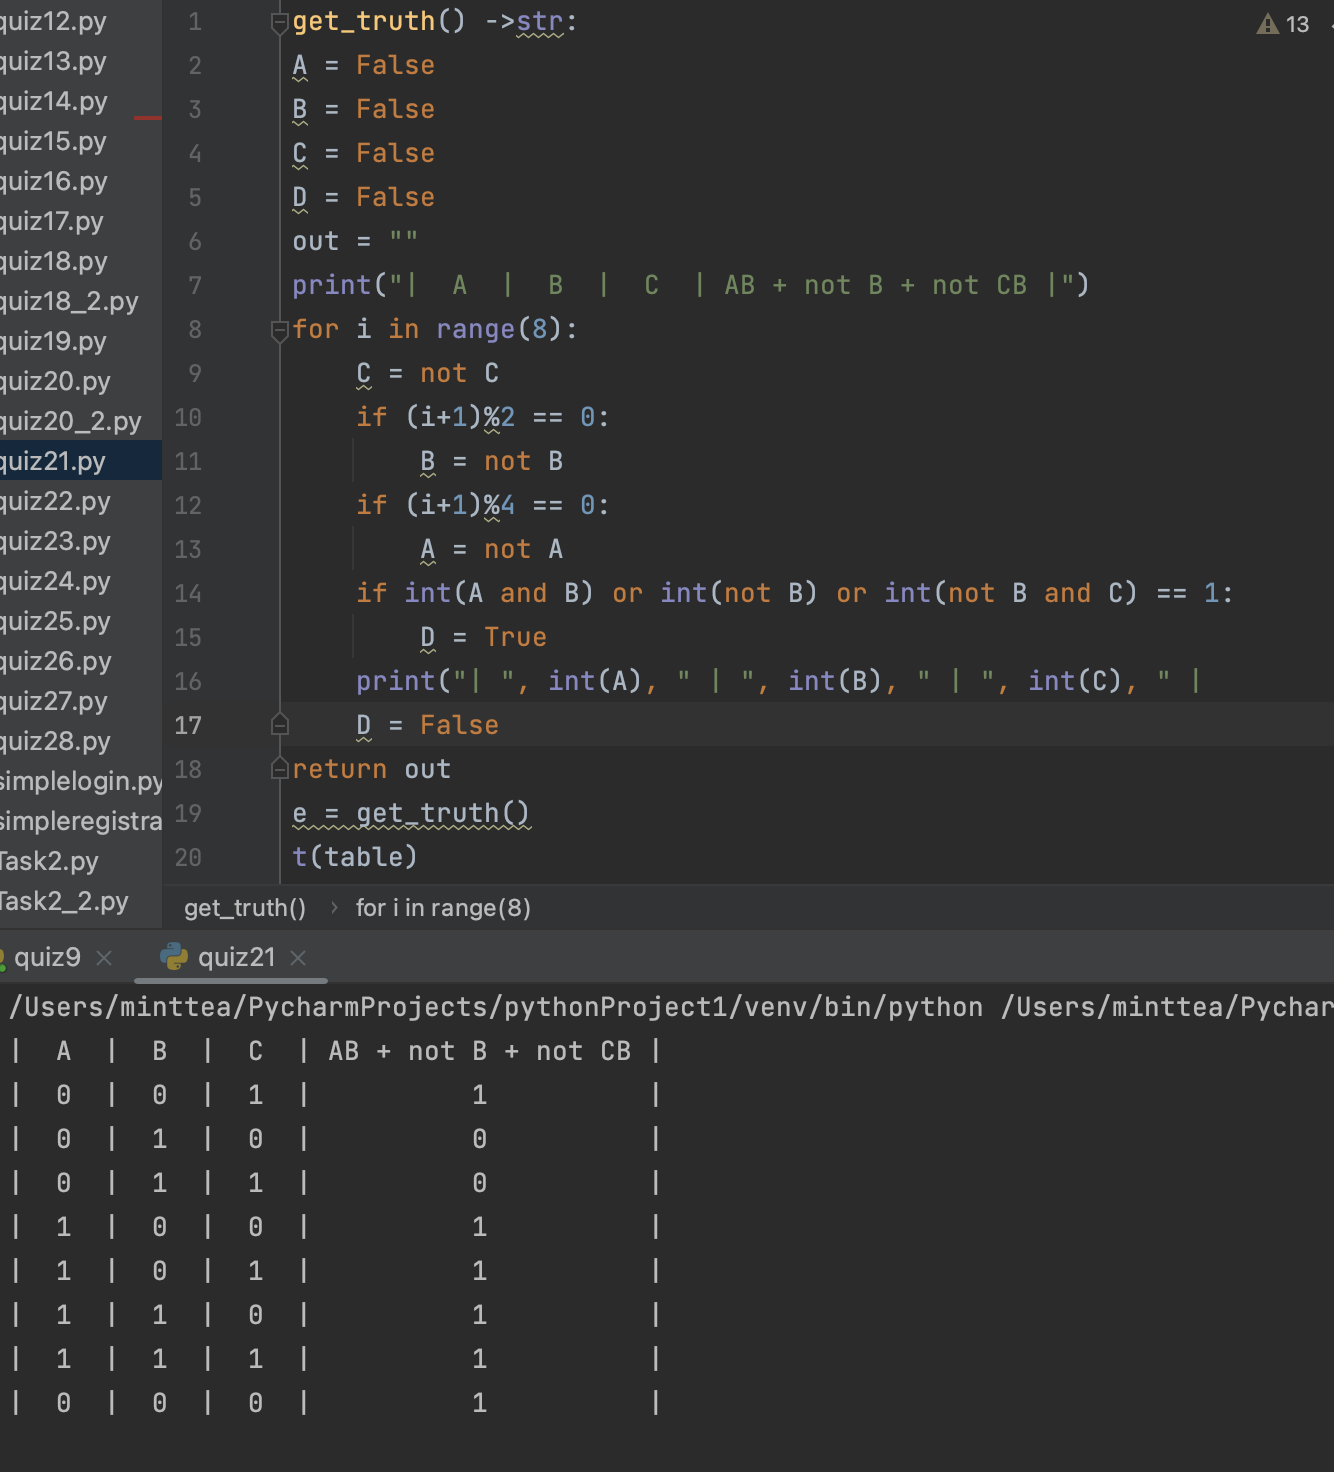 quiz12.py
quiz13.py
quiz14.py
quiz15.py
quiz16.py
quiz17.py
quiz18.py
quiz18_2.py
quiz19.py
quiz20.py
quiz20_2.py
quiz21.py
quiz22.py
quiz23.py
quiz24.py
quiz25.py
quiz26.py
quiz27.py
quiz28.py
simplelogin.py
simpleregistra
Task2.py
Task2_2.py
1 get_truth() ->str:
13
2 A = False
3 B = False
4 C = False
5 D = False
6 out = ""
7 print("|  A  |  B  |  C  | AB + not B + not CB |")
8 for i in range(8):
9     C = not C
10     if (i+1)%2 == 0:
11         B = not B
12     if (i+1)%4 == 0:
13         A = not A
14     if int(A and B) or int(not B) or int(not B and C) == 1:
15         D = True
16     print("| ", int(A), " | ", int(B), " | ", int(C), " |
17     D = False
18 return out
19 e = get_truth()
20 t(table)
get_truth() › for i in range(8)
quiz9 × quiz21 ×
/Users/minttea/PycharmProjects/pythonProject1/venv/bin/python /Users/minttea/Pychar
|  A  |  B  |  C  | AB + not B + not CB |
|  0  |  0  |  1  |          1          |
|  0  |  1  |  0  |          0          |
|  0  |  1  |  1  |          0          |
|  1  |  0  |  0  |          1          |
|  1  |  0  |  1  |          1          |
|  1  |  1  |  0  |          1          |
|  1  |  1  |  1  |          1          |
|  0  |  0  |  0  |          1          |